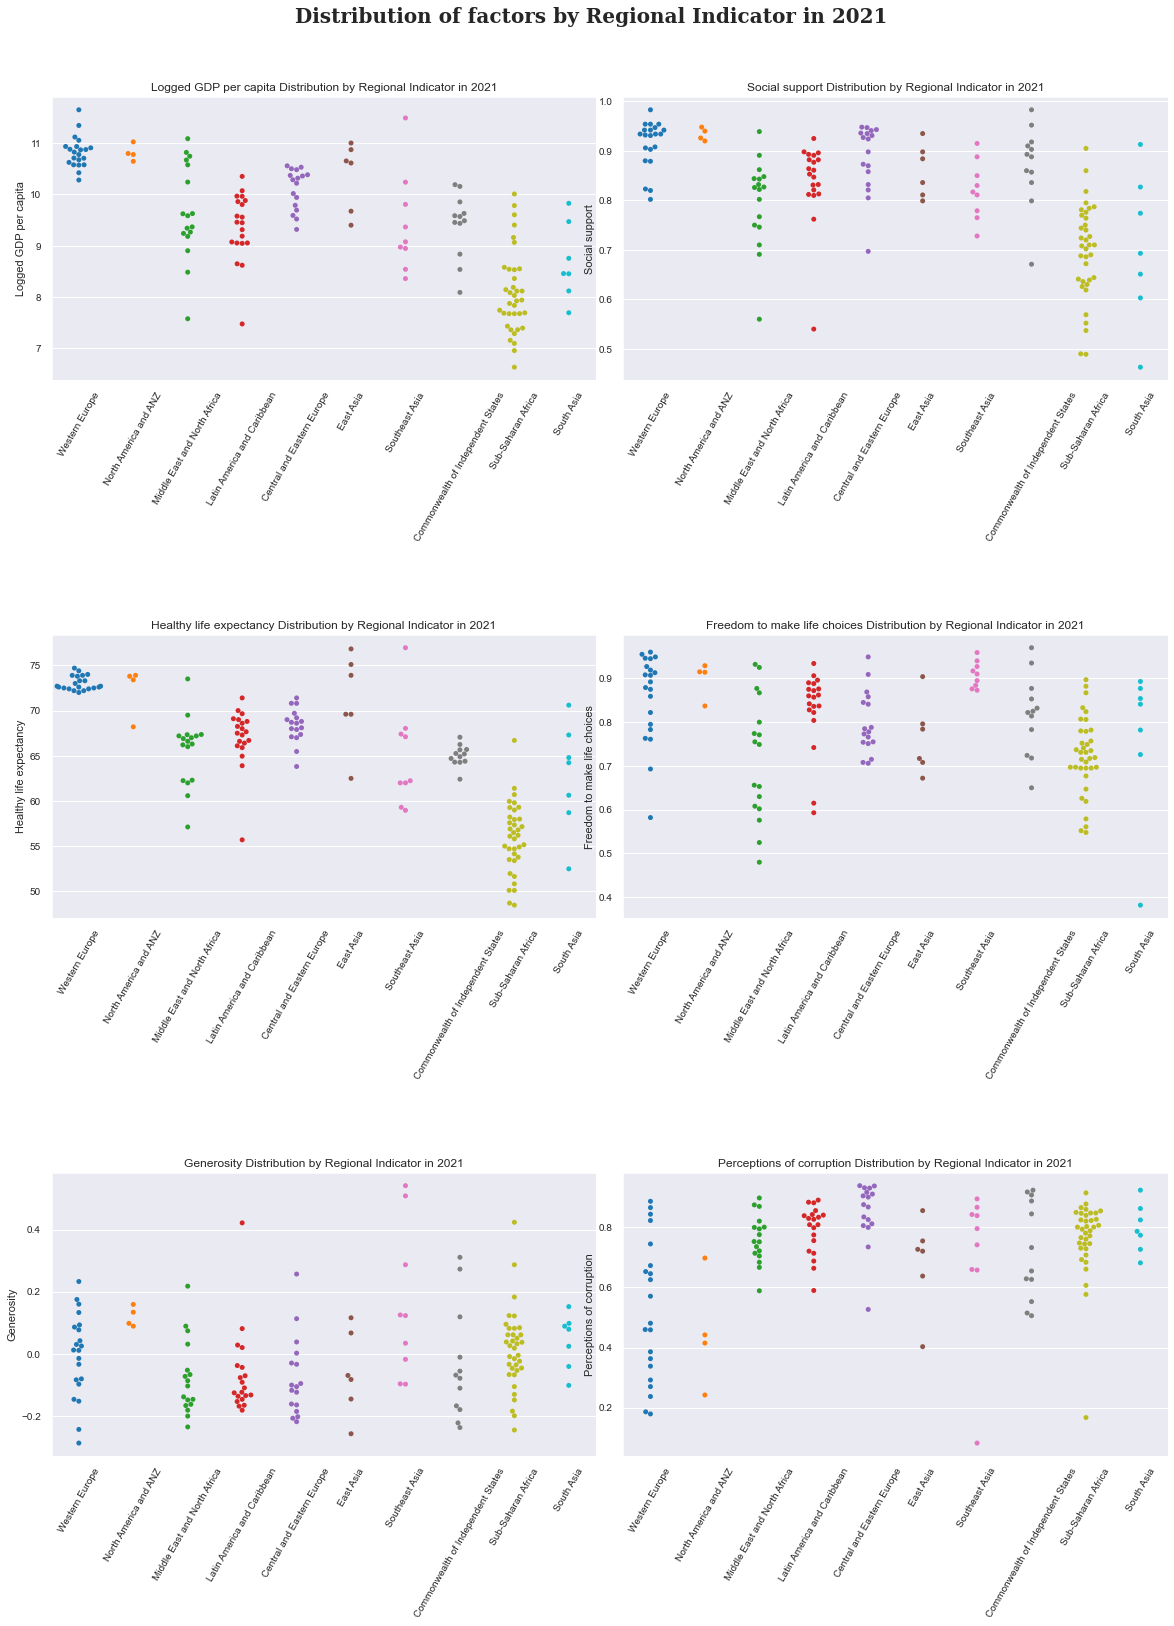 Distribution of factors by Regional Indicator in 2021
Logged GDP per capita Distribution by Regional Indicator in 2021
Logged GDP per capita
11
10
9
8
7
Western Europe
North America and ANZ
Middle East and North Africa
Latin America and Caribbean
Central and Eastern Europe
East Asia
Southeast Asia
Commonwealth of Independent States
Sub-Saharan Africa
South Asia
Social support Distribution by Regional Indicator in 2021
Social support
1.0
0.9
0.8
0.7
0.6
0.5
Western Europe
North America and ANZ
Middle East and North Africa
Latin America and Caribbean
Central and Eastern Europe
East Asia
Southeast Asia
Commonwealth of Independent States
Sub-Saharan Africa
South Asia
Healthy life expectancy Distribution by Regional Indicator in 2021
Healthy life expectancy
75
70
65
60
55
50
Western Europe
North America and ANZ
Middle East and North Africa
Latin America and Caribbean
Central and Eastern Europe
East Asia
Southeast Asia
Commonwealth of Independent States
Sub-Saharan Africa
South Asia
Freedom to make life choices Distribution by Regional Indicator in 2021
Freedom to make life choices
0.9
0.8
0.7
0.6
0.5
0.4
Western Europe
North America and ANZ
Middle East and North Africa
Latin America and Caribbean
Central and Eastern Europe
East Asia
Southeast Asia
Commonwealth of Independent States
Sub-Saharan Africa
South Asia
Generosity Distribution by Regional Indicator in 2021
Generosity
0.4
0.2
0.0
−0.2
Western Europe
North America and ANZ
Middle East and North Africa
Latin America and Caribbean
Central and Eastern Europe
East Asia
Southeast Asia
Commonwealth of Independent States
Sub-Saharan Africa
South Asia
Perceptions of corruption Distribution by Regional Indicator in 2021
Perceptions of corruption
0.8
0.6
0.4
0.2
Western Europe
North America and ANZ
Middle East and North Africa
Latin America and Caribbean
Central and Eastern Europe
East Asia
Southeast Asia
Commonwealth of Independent States
Sub-Saharan Africa
South Asia